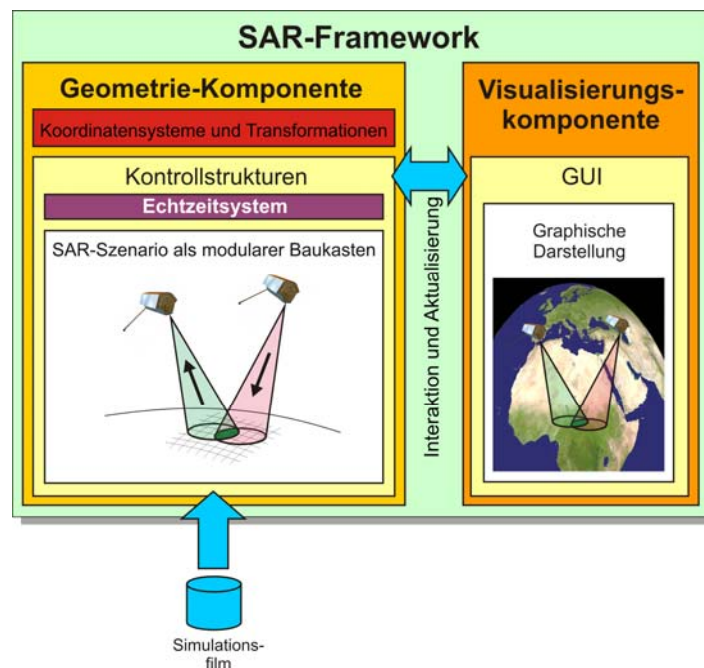 SAR-Framework
Geometrie-Komponente
Koordinatensysteme und Transformationen
Kontrollstrukturen
Echtzeitsystem
SAR-Szenario als modularer Baukasten
Interaktion und Aktualisierung
Visualisierungs-
komponente
GUI
Graphische
Darstellung
Simulations-
film